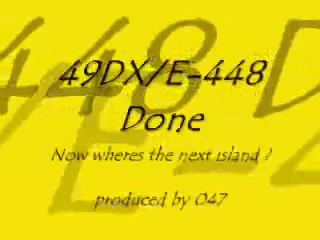 49DX/E-448
Done
Now wheres the next island ?
produced by 047